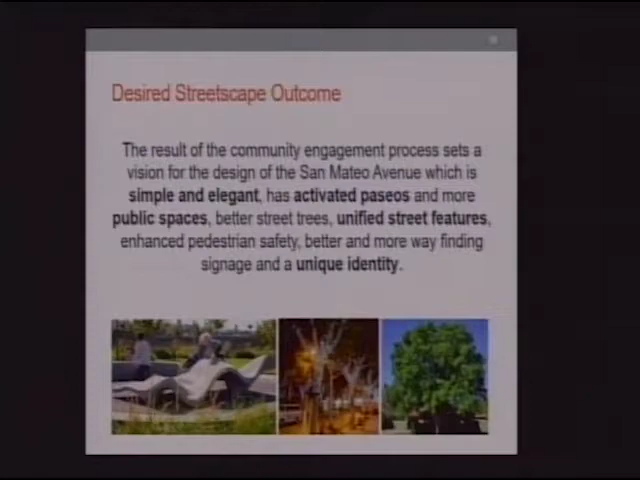 Desired Streetscape Outcome
The result of the community engagement process sets a
vision for the design of the San Mateo Avenue which is
simple and elegant, has activated paseos and more
public spaces, better street trees, unified street features,
enhanced pedestrian safety, better and more way finding
signage and a unique identity.